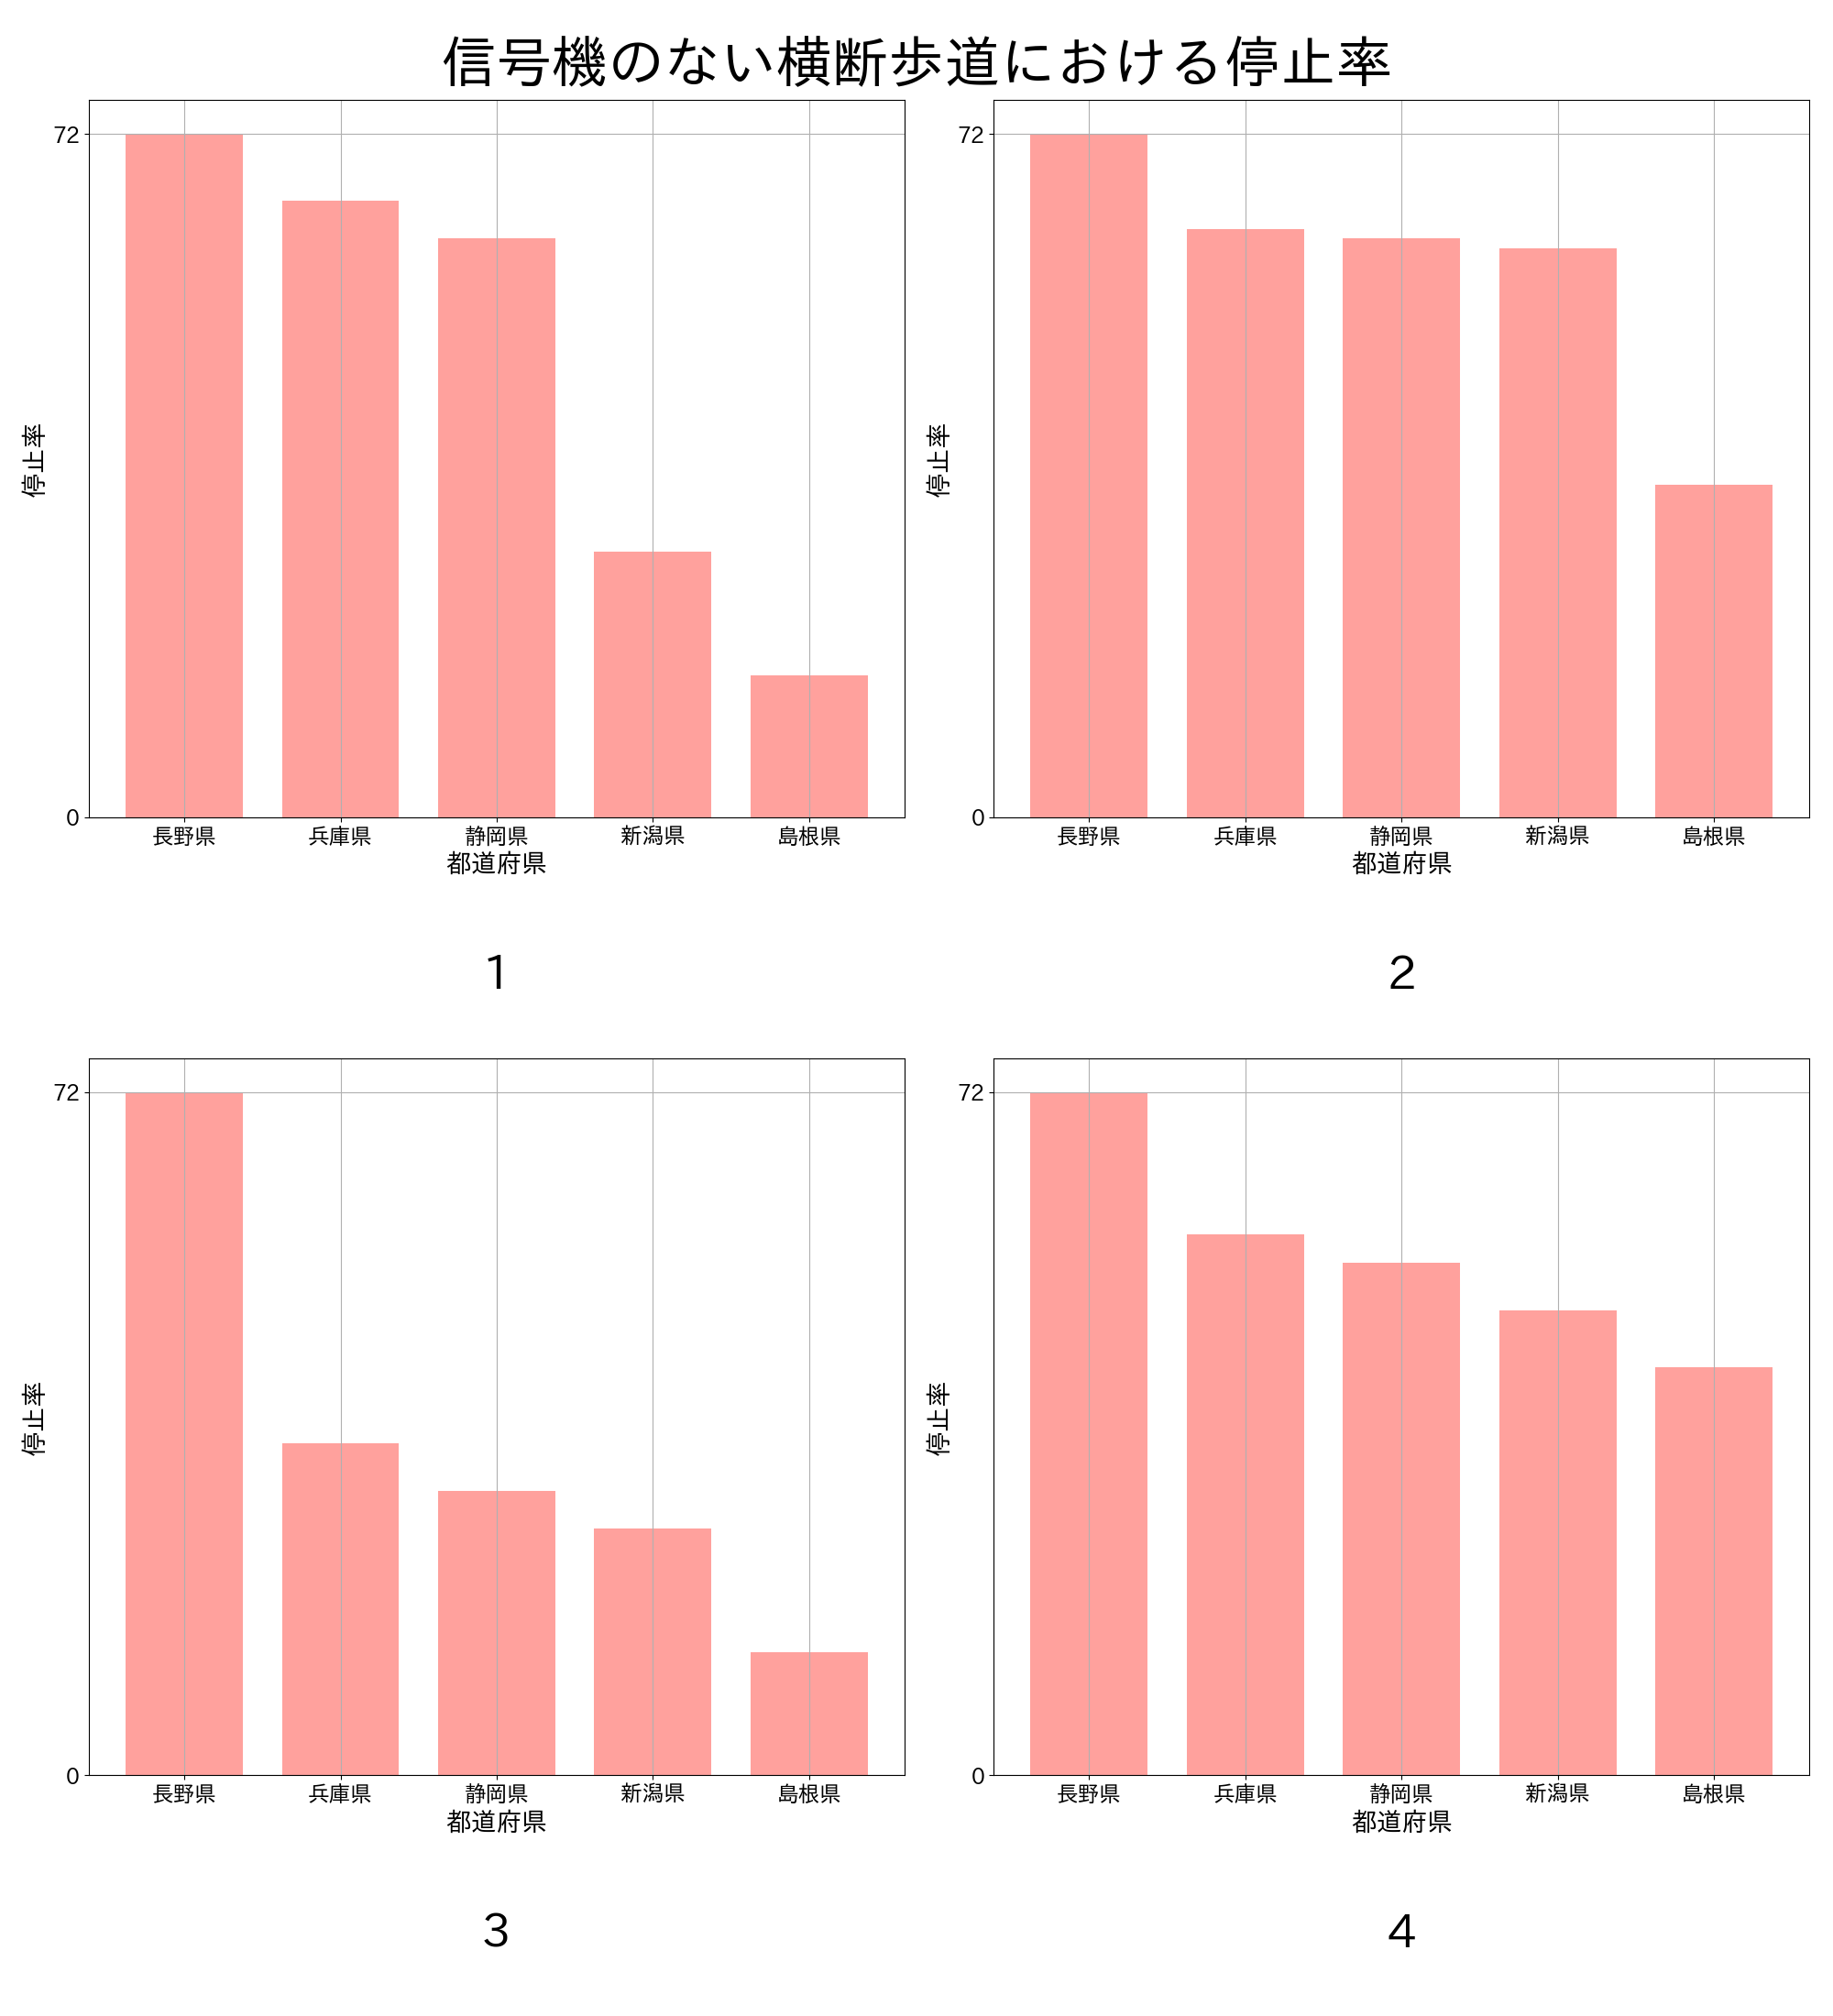 信号機のない横断歩道における停止率
72
停止率
0
長野県 兵庫県 静岡県 新潟県 島根県
都道府県
1
72
停止率
0
長野県 兵庫県 静岡県 新潟県 島根県
都道府県
2
72
停止率
0
長野県 兵庫県 静岡県 新潟県 島根県
都道府県
3
72
停止率
0
長野県 兵庫県 静岡県 新潟県 島根県
都道府県
4